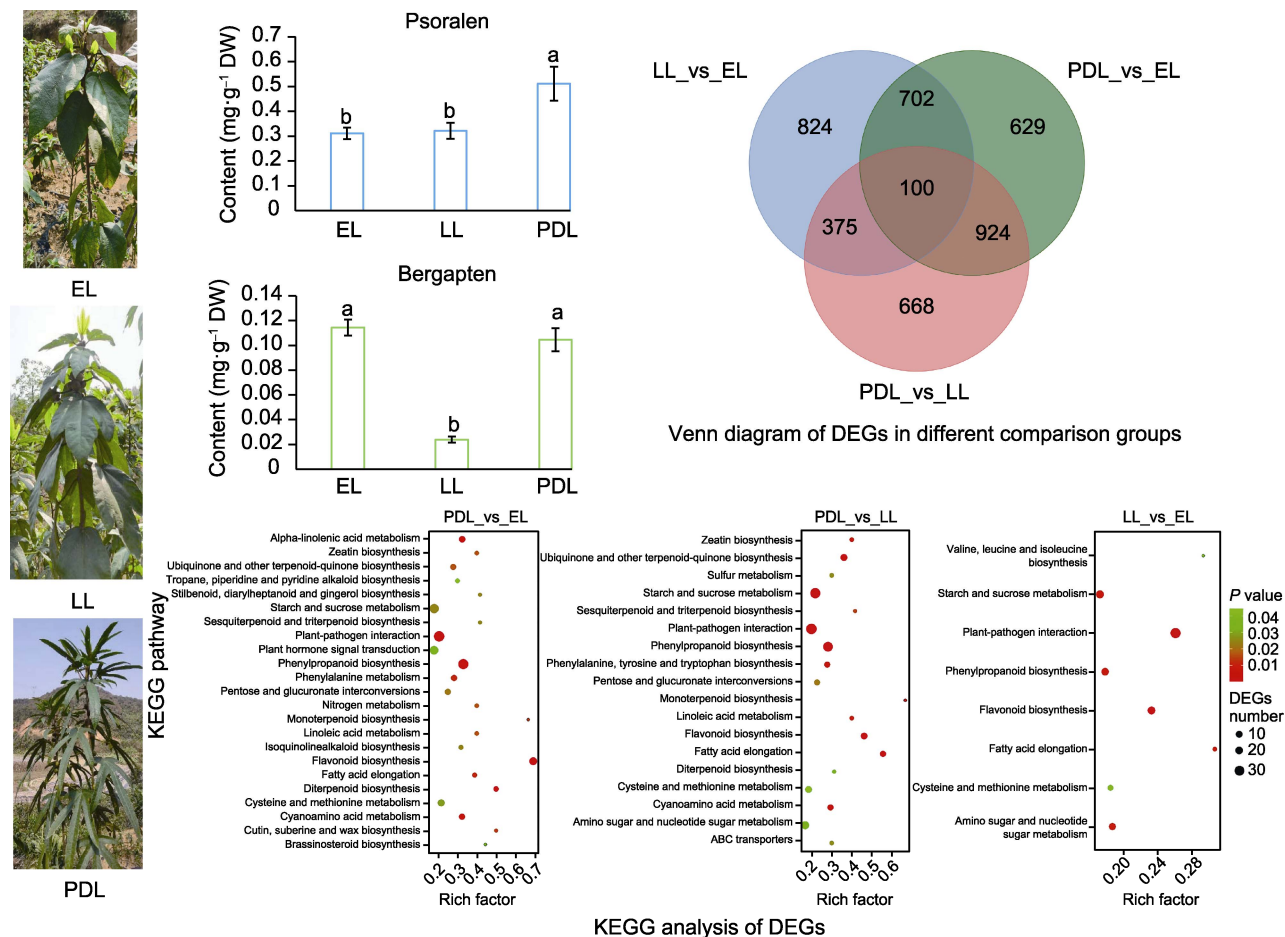 EL
LL
PDL
Psoralen
Content (mg·g⁻¹ DW)
0.7
0.6
0.5
0.4
0.3
0.2
0.1
0
b
b
a
EL
LL
PDL
Bergapten
Content (mg·g⁻¹ DW)
0.14
0.12
0.10
0.08
0.06
0.04
0.02
0
a
b
a
EL
LL
PDL
LL_vs_EL
PDL_vs_EL
702
824
629
100
375
924
668
PDL_vs_LL
Venn diagram of DEGs in different comparison groups
KEGG pathway
PDL_vs_EL
Alpha-linolenic acid metabolism
Zeatin biosynthesis
Ubiquinone and other terpenoid-quinone biosynthesis
Tropane, piperidine and pyridine alkaloid biosynthesis
Stilbenoid, diarylheptanoid and gingerol biosynthesis
Starch and sucrose metabolism
Sesquiterpenoid and triterpenoid biosynthesis
Plant-pathogen interaction
Plant hormone signal transduction
Phenylpropanoid biosynthesis
Phenylalanine metabolism
Pentose and glucuronate interconversions
Nitrogen metabolism
Monoterpenoid biosynthesis
Linoleic acid metabolism
Isoquinolinealkaloid biosynthesis
Flavonoid biosynthesis
Fatty acid elongation
Diterpenoid biosynthesis
Cysteine and methionine metabolism
Cyanoamino acid metabolism
Cutin, suberine and wax biosynthesis
Brassinosteroid biosynthesis
0.2 0.3 0.4 0.5 0.6 0.7
Rich factor
PDL_vs_LL
Zeatin biosynthesis
Ubiquinone and other terpenoid-quinone biosynthesis
Sulfur metabolism
Starch and sucrose metabolism
Sesquiterpenoid and triterpenoid biosynthesis
Plant-pathogen interaction
Phenylpropanoid biosynthesis
Phenylalanine, tyrosine and tryptophan biosynthesis
Pentose and glucuronate interconversions
Monoterpenoid biosynthesis
Linoleic acid metabolism
Flavonoid biosynthesis
Fatty acid elongation
Diterpenoid biosynthesis
Cysteine and methionine metabolism
Cyanoamino acid metabolism
Amino sugar and nucleotide sugar metabolism
ABC transporters
0.2 0.3 0.4 0.5 0.6
Rich factor
LL_vs_EL
Valine, leucine and isoleucine
biosynthesis
Starch and sucrose metabolism
Plant-pathogen interaction
Phenylpropanoid biosynthesis
Flavonoid biosynthesis
Fatty acid elongation
Cysteine and methionine metabolism
Amino sugar and nucleotide
sugar metabolism
0.20 0.24 0.28
Rich factor
P value
0.04
0.03
0.02
0.01
DEGs
number
10
20
30
KEGG analysis of DEGs